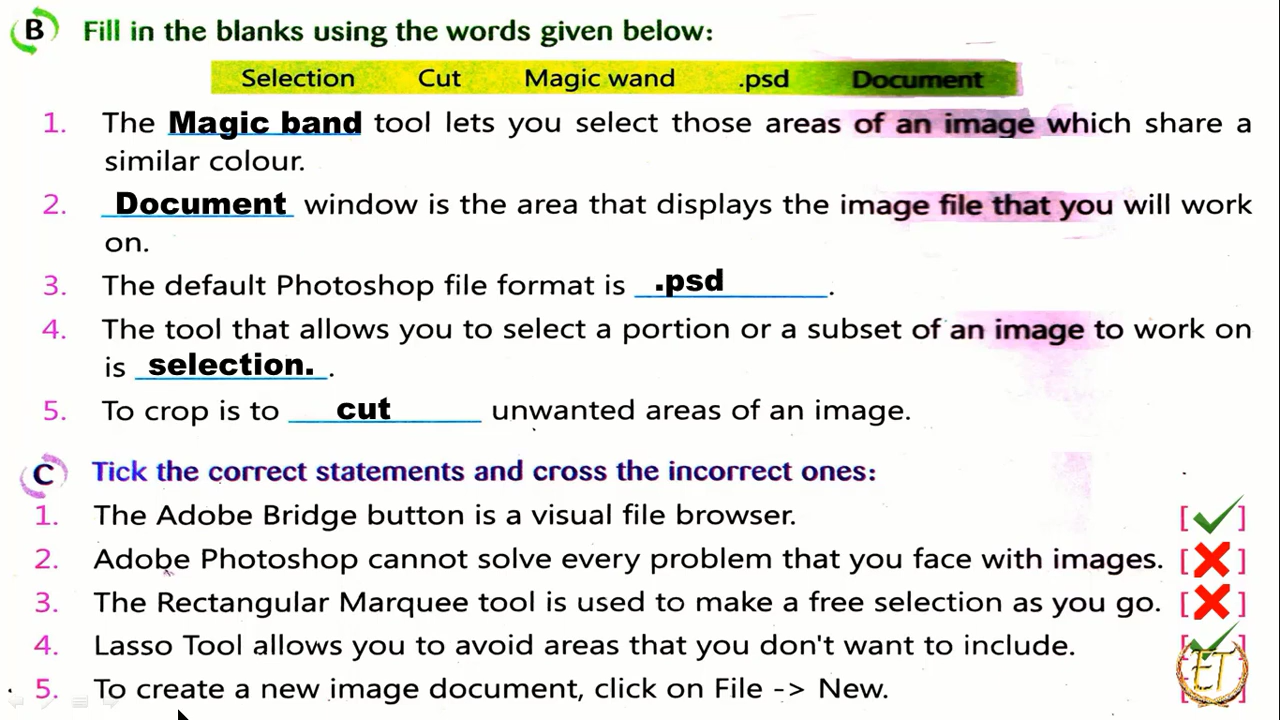 B Fill in the blanks using the words given below:
Selection Cut Magic wand .psd Document
1. The Magic band tool lets you select those areas of an image which share a
similar colour.
2. Document window is the area that displays the image file that you will work
on.
3. The default Photoshop file format is .psd.
4. The tool that allows you to select a portion or a subset of an image to work on
is selection. .
5. To crop is to cut unwanted areas of an image.
C Tick the correct statements and cross the incorrect ones:
1. The Adobe Bridge button is a visual file browser. [✓]
2. Adobe Photoshop cannot solve every problem that you face with images. [✗]
3. The Rectangular Marquee tool is used to make a free selection as you go. [✗]
4. Lasso Tool allows you to avoid areas that you don't want to include. [✓]
5. To create a new image document, click on File -> New. [ ]
ET